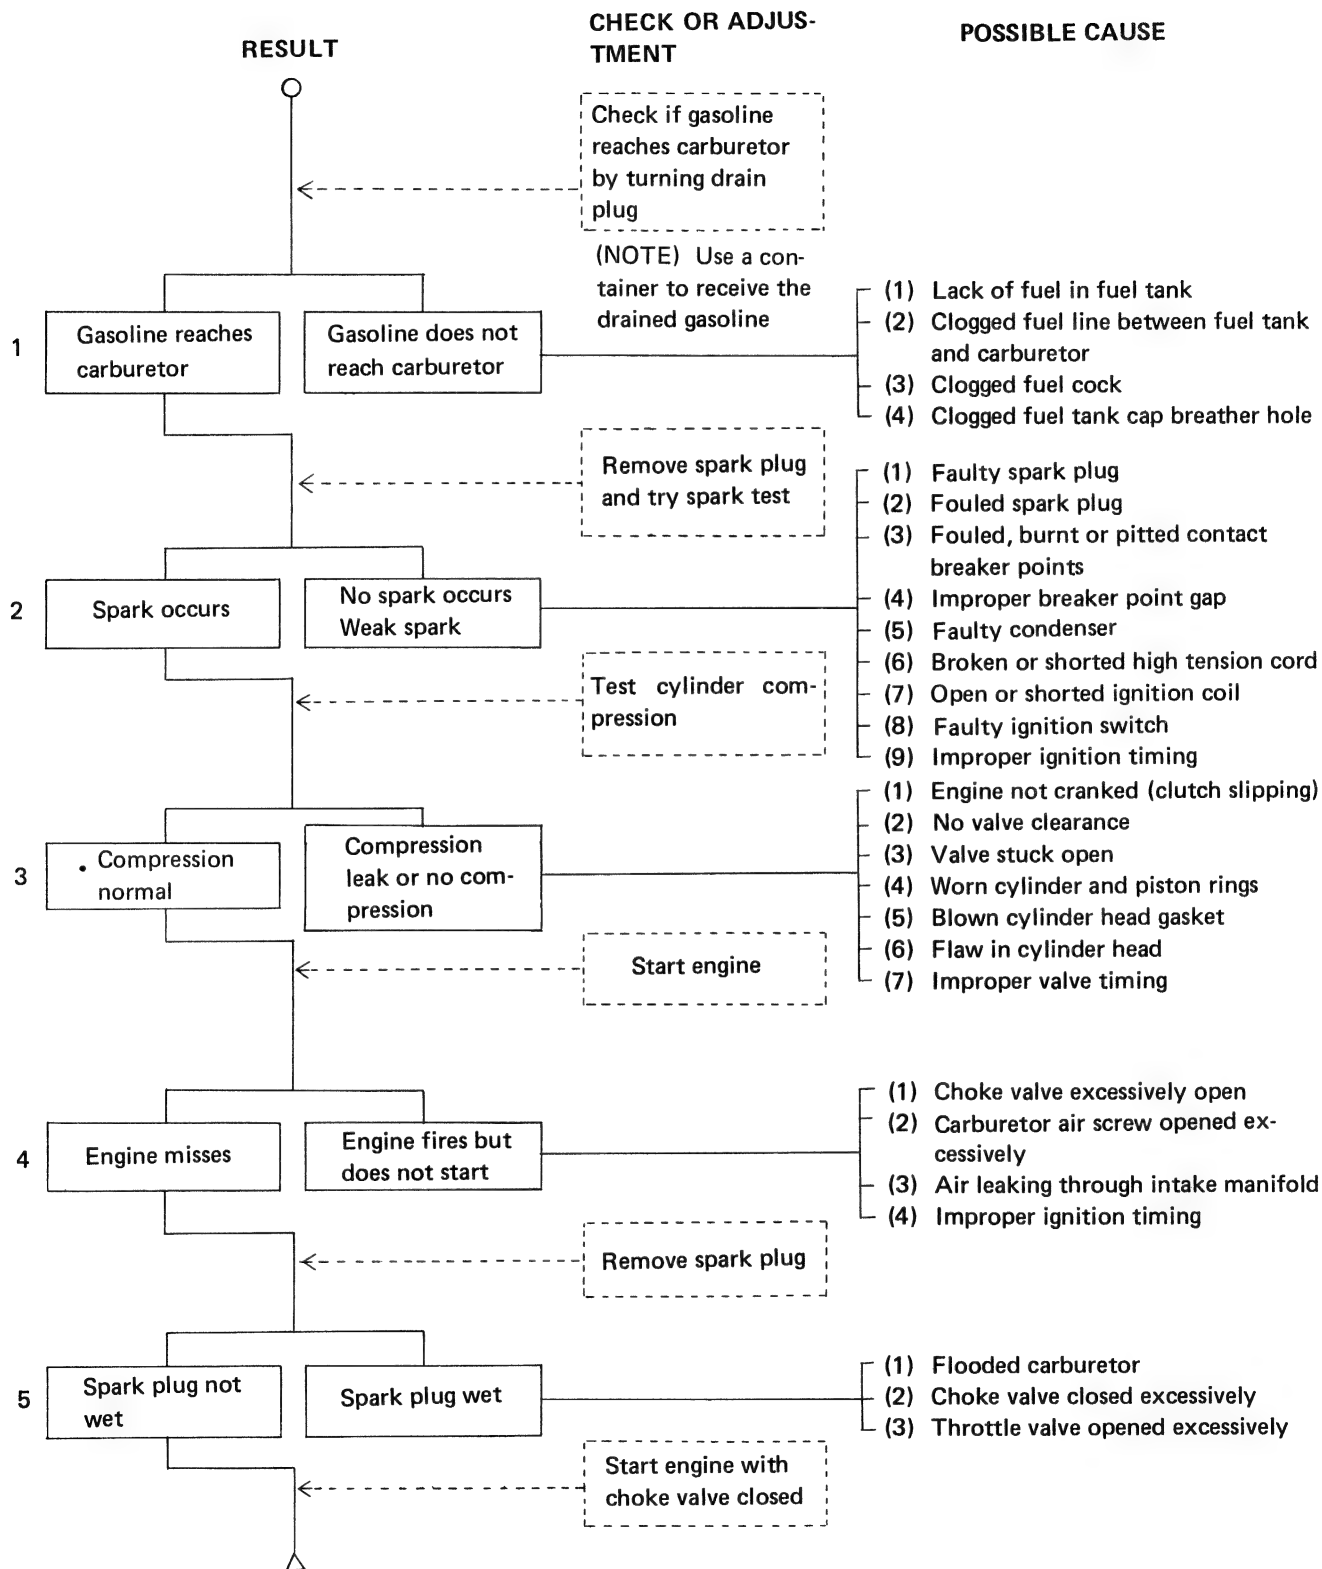 RESULT
CHECK OR ADJUS-
TMENT
POSSIBLE CAUSE
Check if gasoline
reaches carburetor
by turning drain
plug
(NOTE) Use a con-
tainer to receive the
drained gasoline
1
Gasoline reaches
carburetor
Gasoline does not
reach carburetor
(1) Lack of fuel in fuel tank
(2) Clogged fuel line between fuel tank
and carburetor
(3) Clogged fuel cock
(4) Clogged fuel tank cap breather hole
Remove spark plug
and try spark test
2
Spark occurs
No spark occurs
Weak spark
(1) Faulty spark plug
(2) Fouled spark plug
(3) Fouled, burnt or pitted contact
breaker points
(4) Improper breaker point gap
(5) Faulty condenser
(6) Broken or shorted high tension cord
(7) Open or shorted ignition coil
(8) Faulty ignition switch
(9) Improper ignition timing
Test cylinder com-
pression
3
Compression
normal
Compression
leak or no com-
pression
(1) Engine not cranked (clutch slipping)
(2) No valve clearance
(3) Valve stuck open
(4) Worn cylinder and piston rings
(5) Blown cylinder head gasket
(6) Flaw in cylinder head
(7) Improper valve timing
Start engine
4
Engine misses
Engine fires but
does not start
(1) Choke valve excessively open
(2) Carburetor air screw opened ex-
cessively
(3) Air leaking through intake manifold
(4) Improper ignition timing
Remove spark plug
5
Spark plug not
wet
Spark plug wet
(1) Flooded carburetor
(2) Choke valve closed excessively
(3) Throttle valve opened excessively
Start engine with
choke valve closed